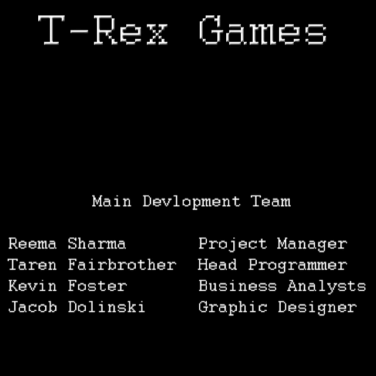 T-Rex Games
Main Devlopment Team
Reema Sharma Project Manager
Taren Fairbrother Head Programmer
Kevin Foster Business Analysts
Jacob Dolinski Graphic Designer